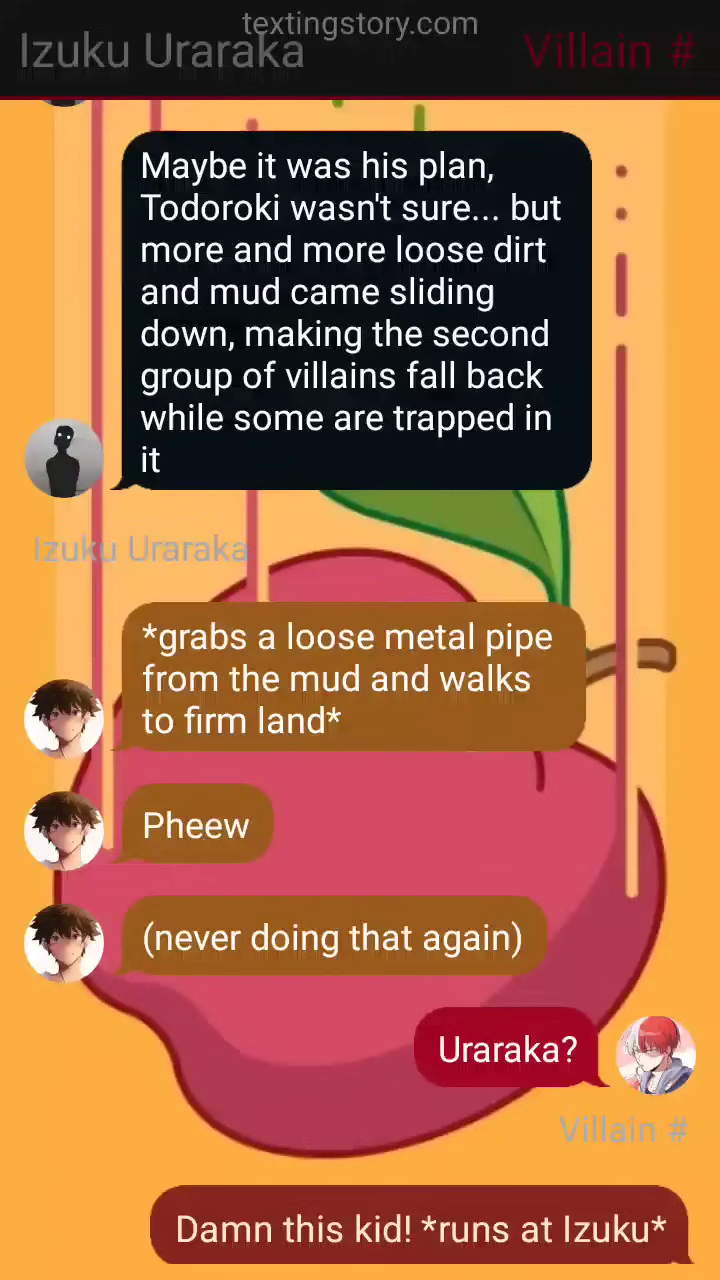 textingstory.com
Izuku Uraraka
Villain #
Maybe it was his plan,
Todoroki wasn't sure... but
more and more loose dirt
and mud came sliding
down, making the second
group of villains fall back
while some are trapped in
it
Izuku Uraraka
*grabs a loose metal pipe
from the mud and walks
to firm land*
Pheew
(never doing that again)
Uraraka?
Villain #
Damn this kid! *runs at Izuku*